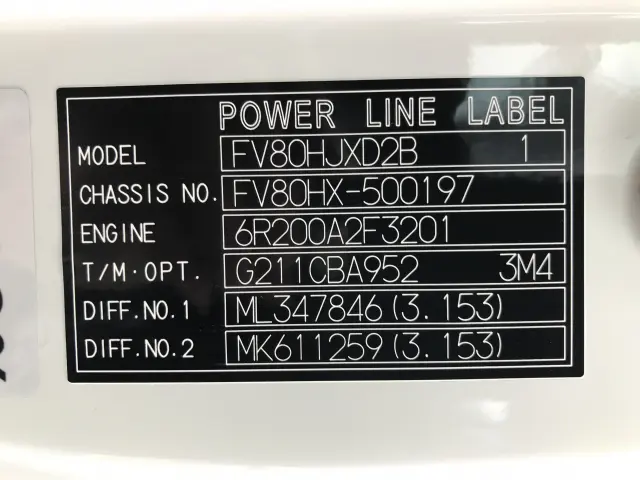 POWER LINE LABEL
MODEL FV80HJXD2B 1
CHASSIS NO. FV80HX-500197
ENGINE 6R200A2F3201
T/M·OPT. G211CBA952 3M4
DIFF.NO.1 ML347846(3.153)
DIFF.NO.2 MK611259(3.153)